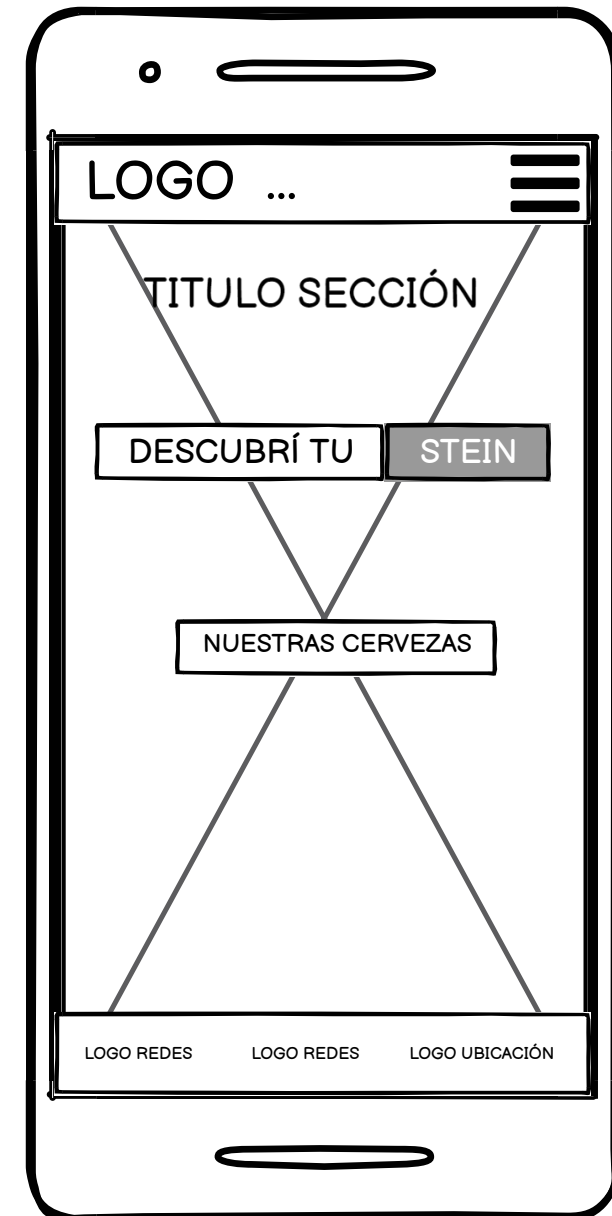 LOGO ...
TITULO SECCIÓN
DESCUBRÍ TU STEIN
NUESTRAS CERVEZAS
LOGO REDES LOGO REDES LOGO UBICACIÓN